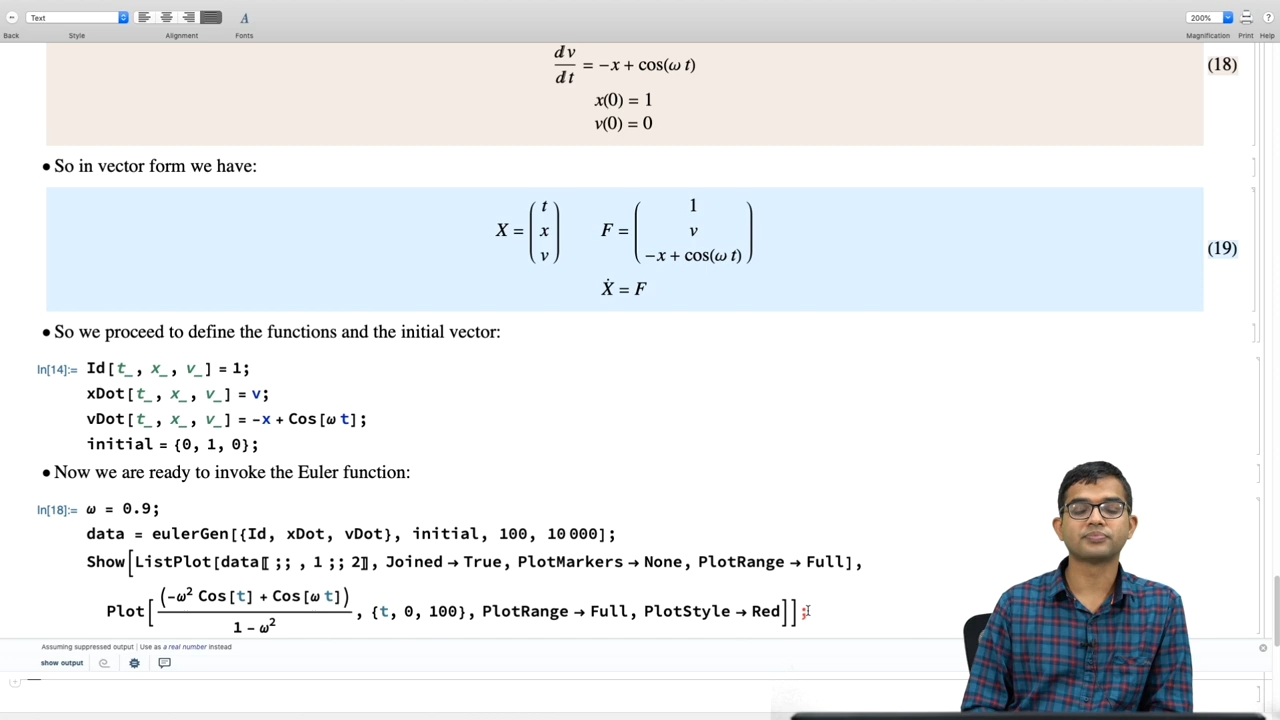 Text
200%
Back
Style
Alignment
Fonts
Magnification
Print
Help
dv/dt = −x + cos(ω t)
(18)
x(0) = 1
v(0) = 0
• So in vector form we have:
X = ( t x v ) F = ( 1 v −x + cos(ω t) )
(19)
Ẋ = F
• So we proceed to define the functions and the initial vector:
In[14]:= Id[t_, x_, v_] = 1;
xDot[t_, x_, v_] = v;
vDot[t_, x_, v_] = -x + Cos[ω t];
initial = {0, 1, 0};
• Now we are ready to invoke the Euler function:
In[18]:= ω = 0.9;
data = eulerGen[{Id, xDot, vDot}, initial, 100, 10 000];
Show[ListPlot[data〚 ;; , 1 ;; 2〛, Joined → True, PlotMarkers → None, PlotRange → Full],
Plot[(-ω² Cos[t] + Cos[ω t])/(1 - ω²), {t, 0, 100}, PlotRange → Full, PlotStyle → Red]];
Assuming suppressed output | Use as a real number instead
show output